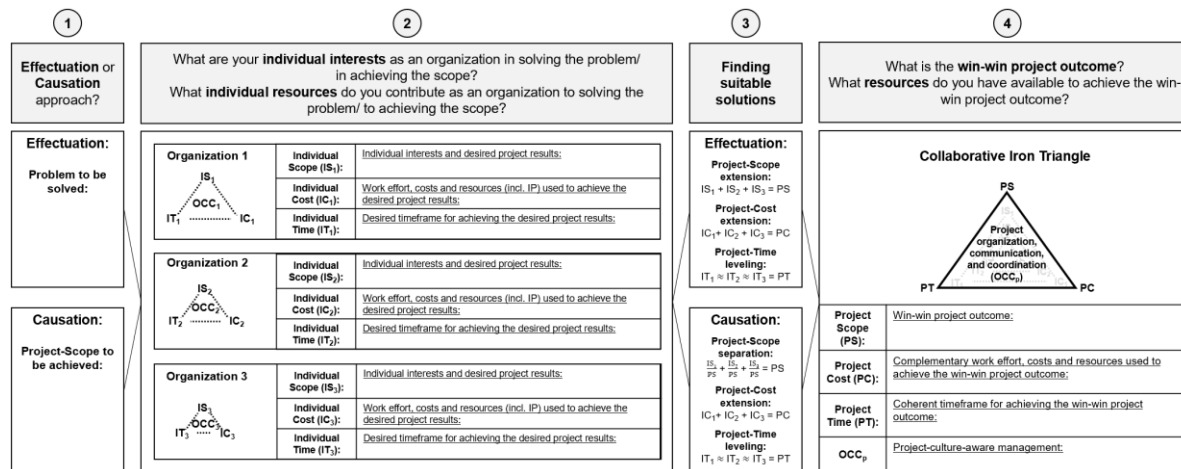 1
Effectuation or
Causation
approach?
Effectuation:
Problem to be
solved:
Causation:
Project-Scope to
be achieved:
2
What are your individual interests as an organization in solving the problem/
in achieving the scope?
What individual resources do you contribute as an organization to solving the
problem/ to achieving the scope?
Organization 1
IS1
OCC1
IT1 IC1
Individual
Scope (IS1):
Individual interests and desired project results:
Individual
Cost (IC1):
Work effort, costs and resources (incl. IP) used to achieve the
desired project results:
Individual
Time (IT1):
Desired timeframe for achieving the desired project results:
Organization 2
IS2
OCC2
IT2 IC2
Individual
Scope (IS2):
Individual interests and desired project results:
Individual
Cost (IC2):
Work effort, costs and resources (incl. IP) used to achieve the
desired project results:
Individual
Time (IT2):
Desired timeframe for achieving the desired project results:
Organization 3
IS3
OCC3
IT3 IC3
Individual
Scope (IS3):
Individual interests and desired project results:
Individual
Cost (IC3):
Work effort, costs and resources (incl. IP) used to achieve the
desired project results:
Individual
Time (IT3):
Desired timeframe for achieving the desired project results:
3
Finding
suitable
solutions
Effectuation:
Project-Scope
extension:
IS1 + IS2 + IS3 = PS
Project-Cost
extension:
IC1+ IC2 + IC3 = PC
Project-Time
leveling:
IT1 ≈ IT2 ≈ IT3 = PT
Causation:
Project-Scope
separation:
= PS
Project-Cost
extension:
IC1+ IC2 + IC3 = PC
Project-Time
leveling:
IT1 ≈ IT2 ≈ IT3 = PT
4
What is the win-win project outcome?
What resources do you have available to achieve the win-
win project outcome?
Collaborative Iron Triangle
PS
Project
organization,
communication,
and coordination
(OCCp)
PT PC
Project
Scope
(PS):
Win-win project outcome:
Project
Cost (PC):
Complementary work effort, costs and resources used to
achieve the win-win project outcome:
Project
Time (PT):
Coherent timeframe for achieving the win-win project
outcome:
OCCp
Project-culture-aware management: